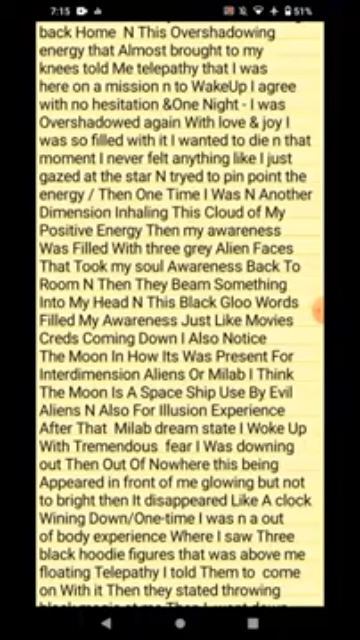 7:15
51%
back Home N This Overshadowing
energy that Almost brought to my
knees told Me telepathy that I was
here on a mission n to WakeUp I agree
with no hesitation &One Night - I was
Overshadowed again With love & joy I
was so filled with it I wanted to die n that
moment I never felt anything like I just
gazed at the star N tryed to pin point the
energy / Then One Time I Was N Another
Dimension Inhaling This Cloud of My
Positive Energy Then my awareness
Was Filled With three grey Alien Faces
That Took my soul Awareness Back To
Room N Then They Beam Something
Into My Head N This Black Gloo Words
Filled My Awareness Just Like Movies
Creds Coming Down I Also Notice
The Moon In How Its Was Present For
Interdimension Aliens Or Milab I Think
The Moon Is A Space Ship Use By Evil
Aliens N Also For Illusion Experience
After That Milab dream state I Woke Up
With Tremendous fear I Was downing
out Then Out Of Nowhere this being
Appeared in front of me glowing but not
to bright then It disappeared Like A clock
Wining Down/One-time I was n a out
of body experience Where I saw Three
black hoodie figures that was above me
floating Telepathy I told Them to come
on With it Then they stated throwing